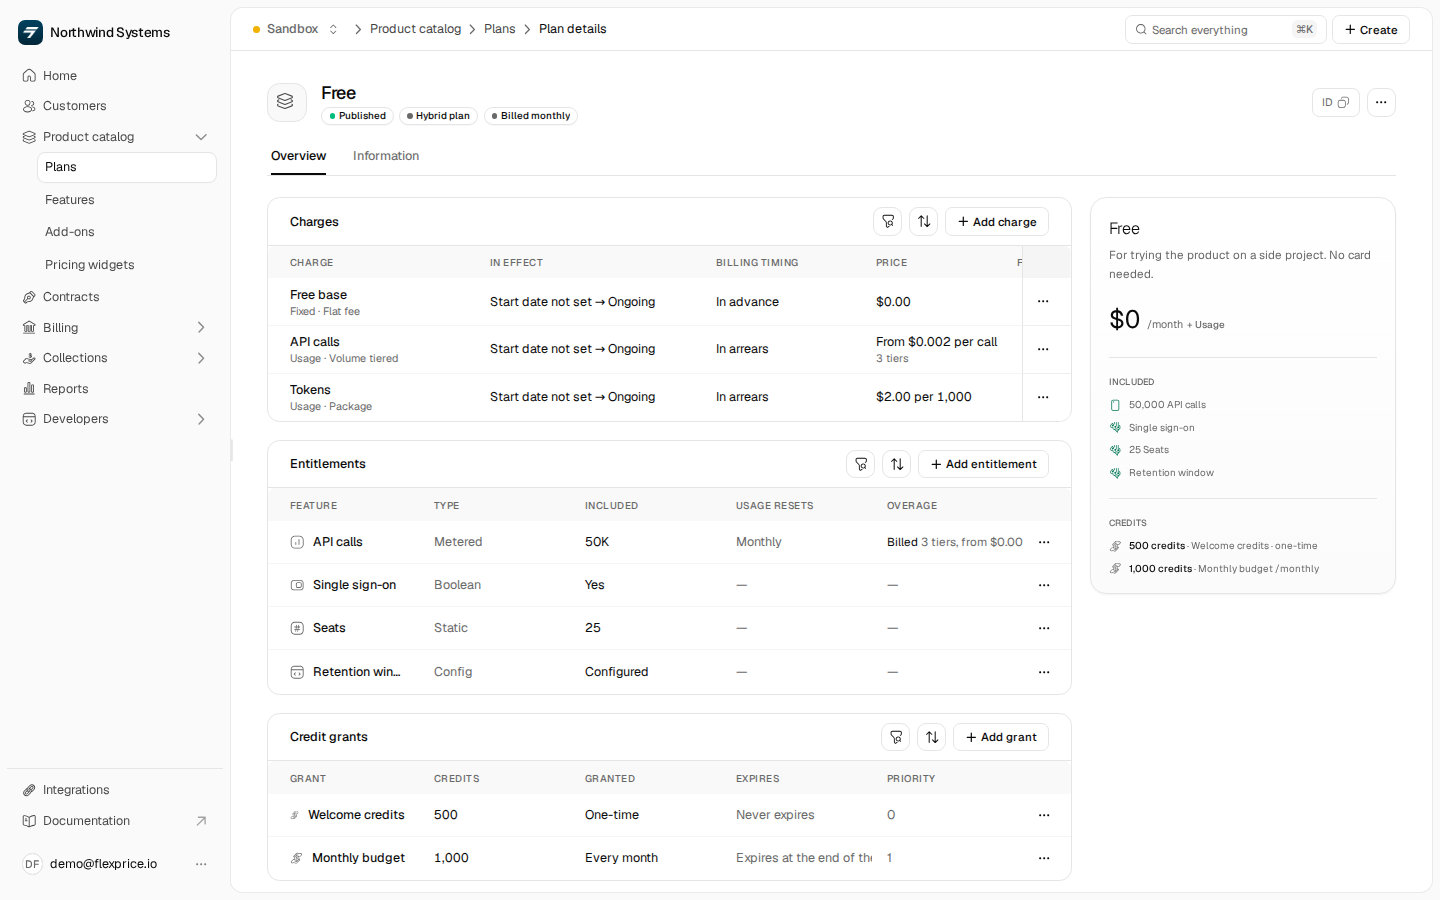 Northwind Systems
Home
Customers
Product catalog
Plans
Features
Add-ons
Pricing widgets
Contracts
Billing
Collections
Reports
Developers
Integrations
Documentation
DF demo@flexprice.io
Sandbox Product catalog Plans Plan details
Search everything ⌘K
+ Create
Free
Published Hybrid plan Billed monthly
ID
Overview Information
Charges
+ Add charge
CHARGE IN EFFECT BILLING TIMING PRICE F
Free base
Fixed · Flat fee
Start date not set → Ongoing
In advance
$0.00
API calls
Usage · Volume tiered
Start date not set → Ongoing
In arrears
From $0.002 per call
3 tiers
Tokens
Usage · Package
Start date not set → Ongoing
In arrears
$2.00 per 1,000
Entitlements
+ Add entitlement
FEATURE TYPE INCLUDED USAGE RESETS OVERAGE
API calls Metered 50K Monthly Billed 3 tiers, from $0.00
Single sign-on Boolean Yes — —
Seats Static 25 — —
Retention win... Config Configured — —
Credit grants
+ Add grant
GRANT CREDITS GRANTED EXPIRES PRIORITY
Welcome credits 500 One-time Never expires 0
Monthly budget 1,000 Every month Expires at the end of the 1
Free
For trying the product on a side project. No card
needed.
$0 /month + Usage
INCLUDED
50,000 API calls
Single sign-on
25 Seats
Retention window
CREDITS
500 credits · Welcome credits · one-time
1,000 credits · Monthly budget /monthly